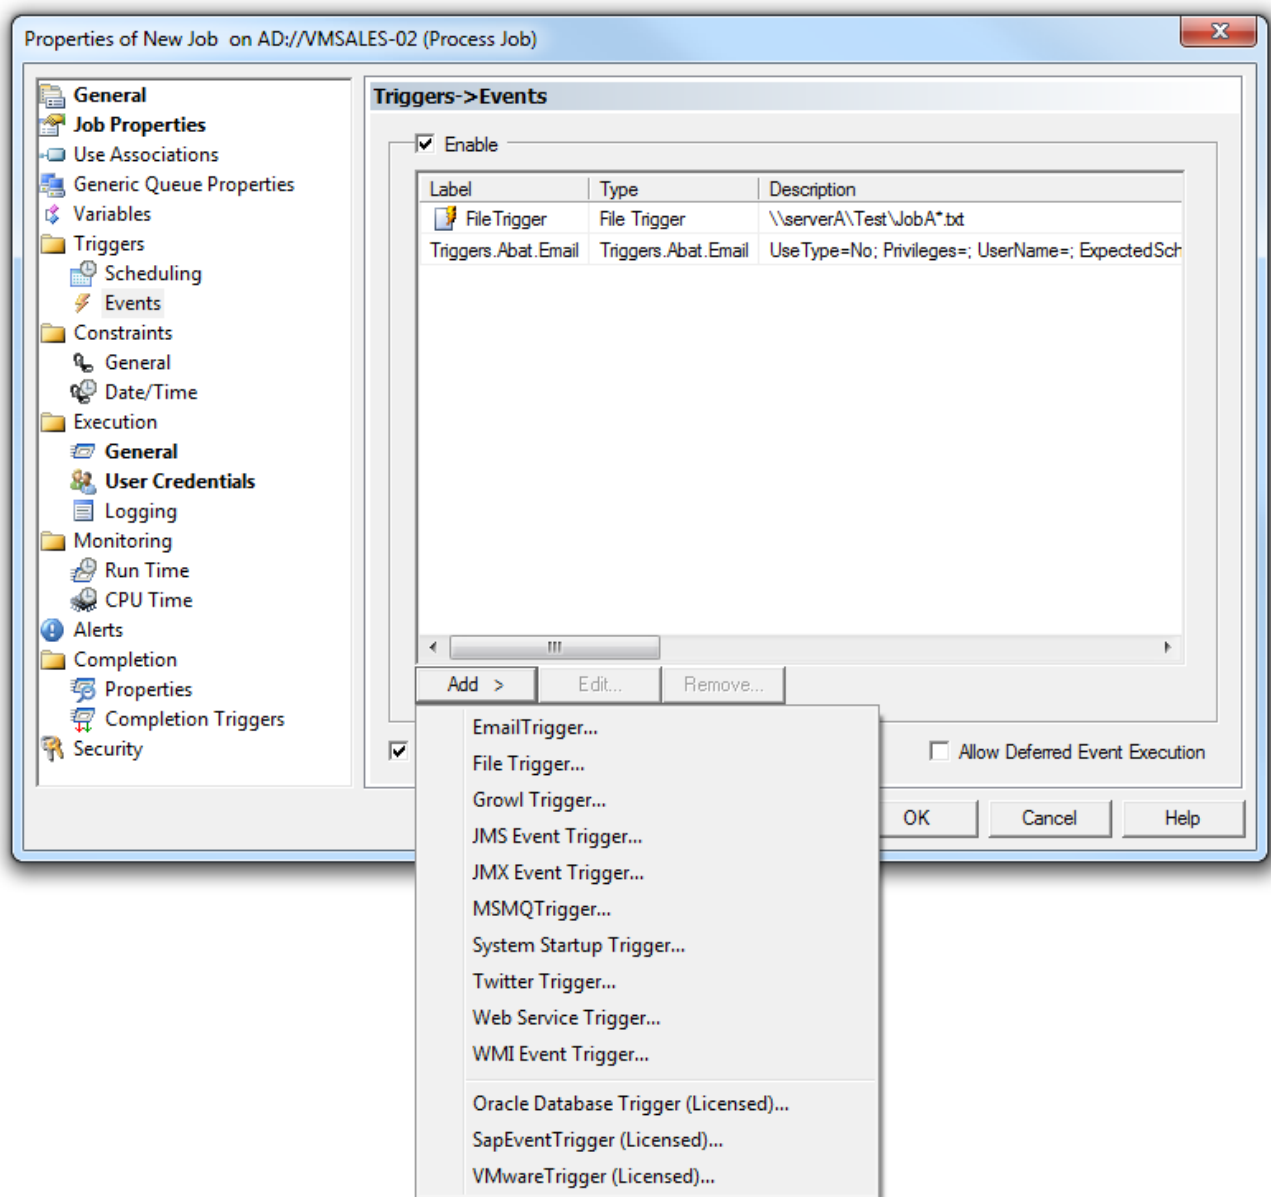 Properties of New Job on AD://VMSALES-02 (Process Job)
General
Job Properties
Use Associations
Generic Queue Properties
Variables
Triggers
Scheduling
Events
Constraints
General
Date/Time
Execution
General
User Credentials
Logging
Monitoring
Run Time
CPU Time
Alerts
Completion
Properties
Completion Triggers
Security
Triggers->Events
Enable
Label Type Description
FileTrigger File Trigger \\serverA\Test\JobA*.txt
Triggers.Abat.Email Triggers.Abat.Email UseType=No; Privileges=; UserName=; ExpectedSch
Add > Edit... Remove...
Allow Deferred Event Execution
OK Cancel Help
EmailTrigger...
File Trigger...
Growl Trigger...
JMS Event Trigger...
JMX Event Trigger...
MSMQTrigger...
System Startup Trigger...
Twitter Trigger...
Web Service Trigger...
WMI Event Trigger...
Oracle Database Trigger (Licensed)...
SapEventTrigger (Licensed)...
VMwareTrigger (Licensed)...